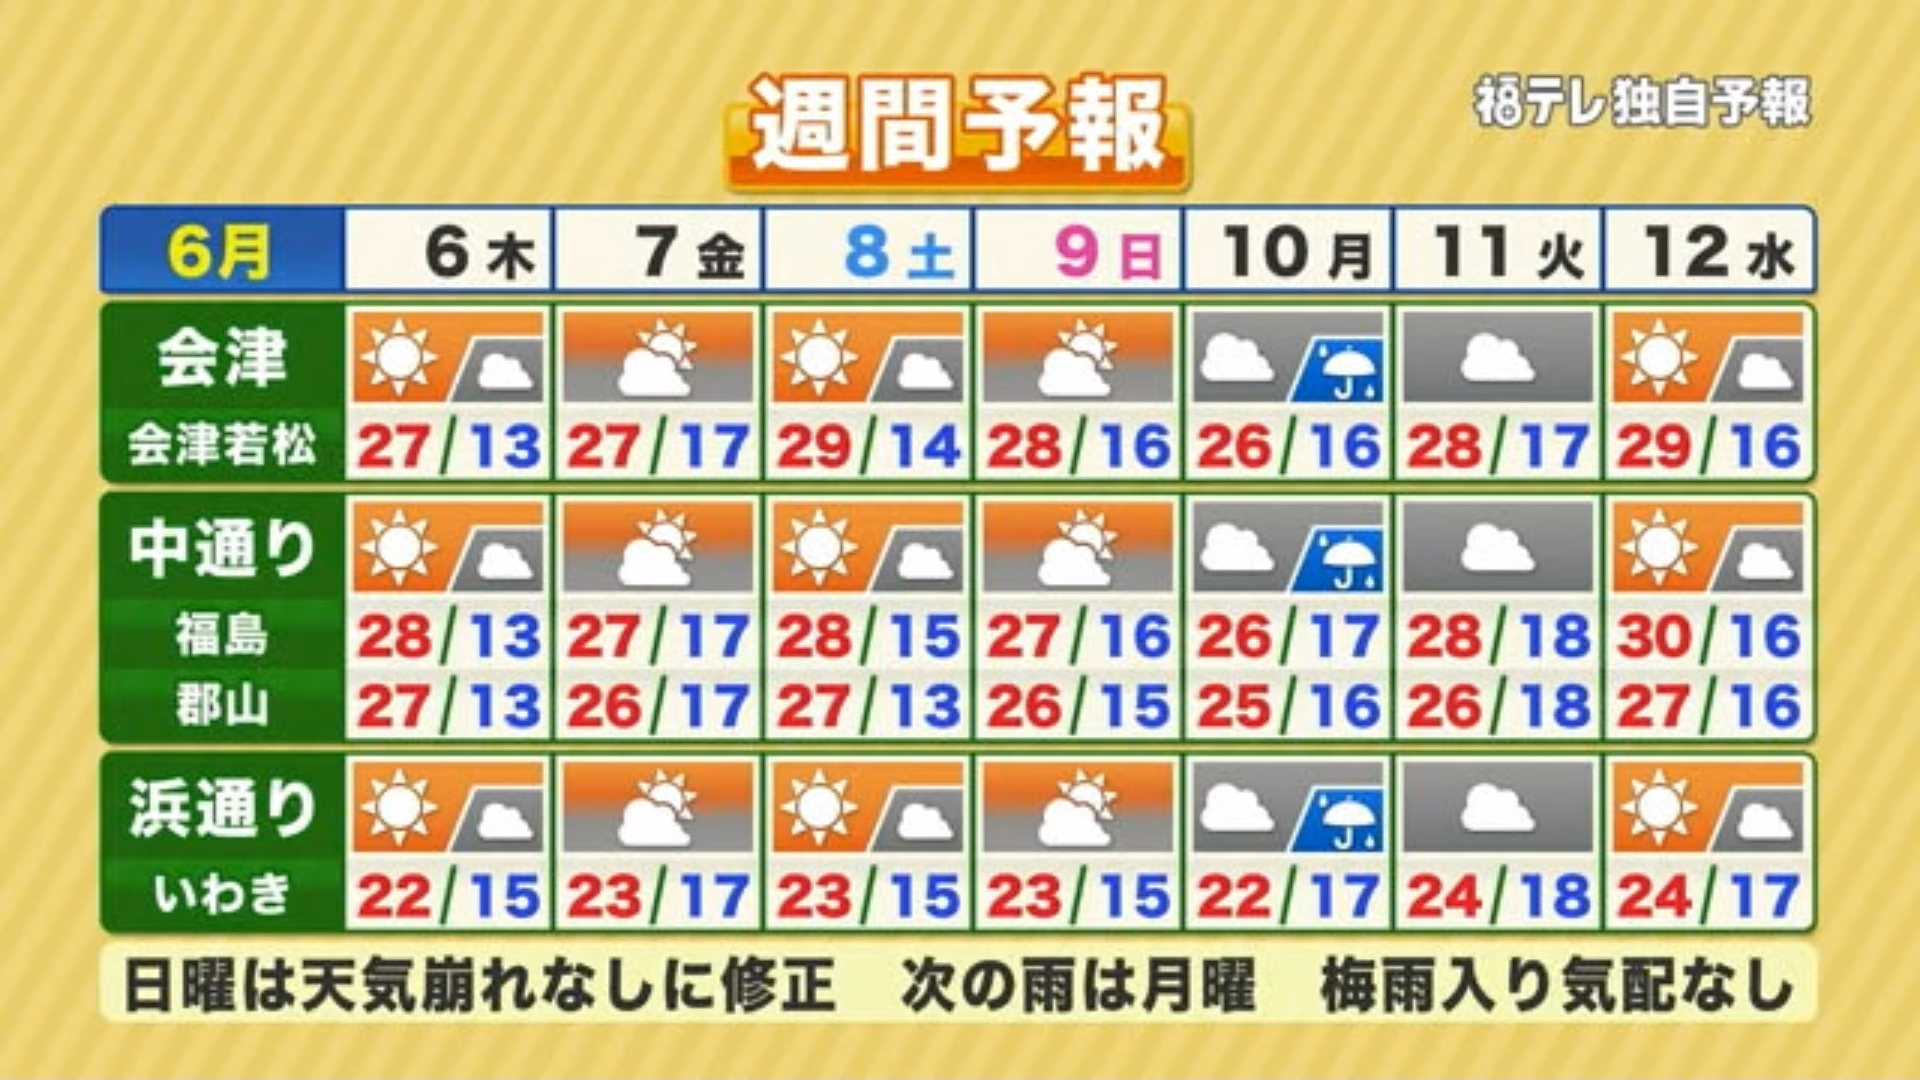 週間予報
福テレ独自予報
6月 6木 7金 8土 9日 10月 11火 12水
会津
会津若松 27/13 27/17 29/14 28/16 26/16 28/17 29/16
中通り
福島 28/13 27/17 28/15 27/16 26/17 28/18 30/16
郡山 27/13 26/17 27/13 26/15 25/16 26/18 27/16
浜通り
いわき 22/15 23/17 23/15 23/15 22/17 24/18 24/17
日曜は天気崩れなしに修正 次の雨は月曜 梅雨入り気配なし